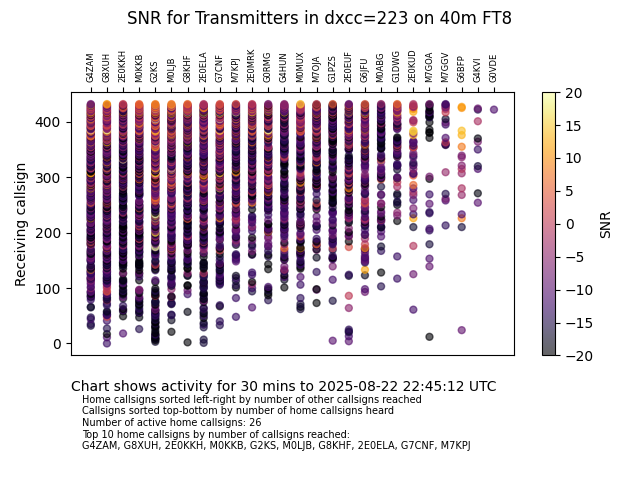 SNR for Transmitters in dxcc=223 on 40m FT8
G4ZAM G8XUH 2E0KKH M0KKB G2KS M0LJB G8KHF 2E0ELA G7CNF M7KPJ 2E0MRK G0RMG G4HUN M0MUX M7OJA G1PZS 2E0EUF G6JFU M0ABG G1DWG 2E0KUD M7GOA M7GGV G6BFP G4KVI G0VDE
Receiving callsign
400
300
200
100
0
20
15
10
5
0
−5
−10
−15
−20
SNR
Chart shows activity for 30 mins to 2025-08-22 22:45:12 UTC
Home callsigns sorted left-right by number of other callsigns reached
Callsigns sorted top-bottom by number of home callsigns heard
Number of active home callsigns: 26
Top 10 home callsigns by number of callsigns reached:
G4ZAM, G8XUH, 2E0KKH, M0KKB, G2KS, M0LJB, G8KHF, 2E0ELA, G7CNF, M7KPJ